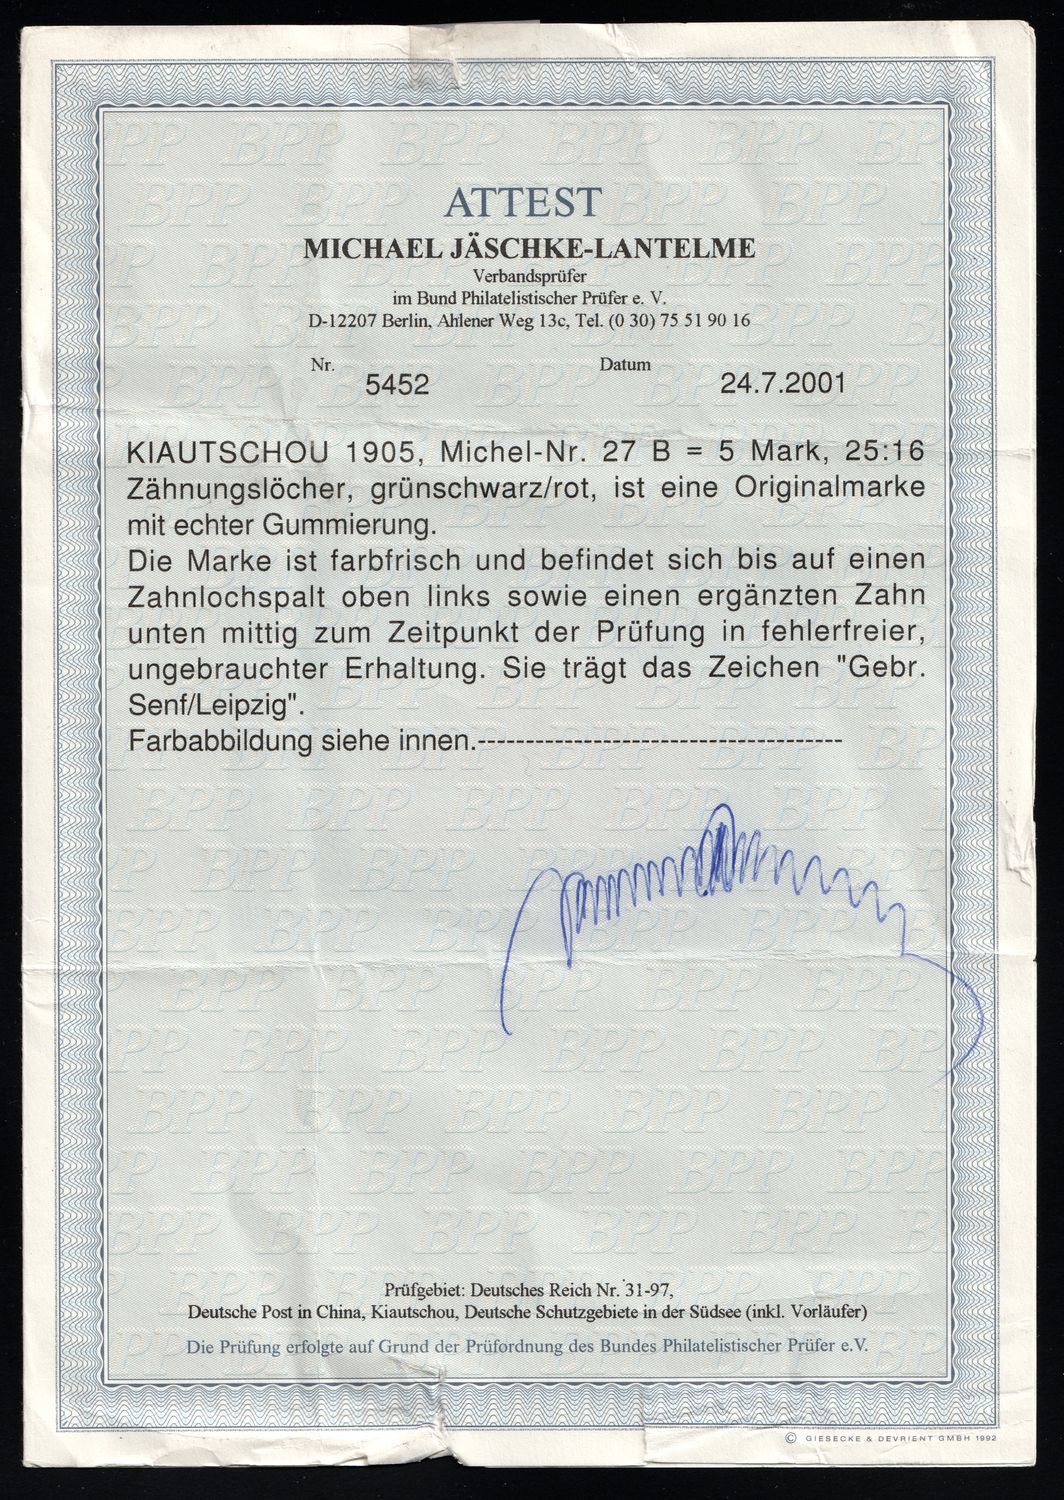 ATTEST
MICHAEL JÄSCHKE-LANTELME
Verbandsprüfer
im Bund Philatelistischer Prüfer e. V.
D-12207 Berlin, Ahlener Weg 13c, Tel. (0 30) 75 51 90 16
Nr. 5452 Datum 24.7.2001
KIAUTSCHOU 1905, Michel-Nr. 27 B = 5 Mark, 25:16
Zähnungslöcher, grünschwarz/rot, ist eine Originalmarke
mit echter Gummierung.
Die Marke ist farbfrisch und befindet sich bis auf einen
Zahnlochspalt oben links sowie einen ergänzten Zahn
unten mittig zum Zeitpunkt der Prüfung in fehlerfreier,
ungebrauchter Erhaltung. Sie trägt das Zeichen "Gebr.
Senf/Leipzig".
Farbabbildung siehe innen.--------------------------------------
Prüfgebiet: Deutsches Reich Nr. 31-97,
Deutsche Post in China, Kiautschou, Deutsche Schutzgebiete in der Südsee (inkl. Vorläufer)
Die Prüfung erfolgte auf Grund der Prüfordnung des Bundes Philatelistischer Prüfer e.V.
© GIESECKE & DEVRIENT GMBH 1992